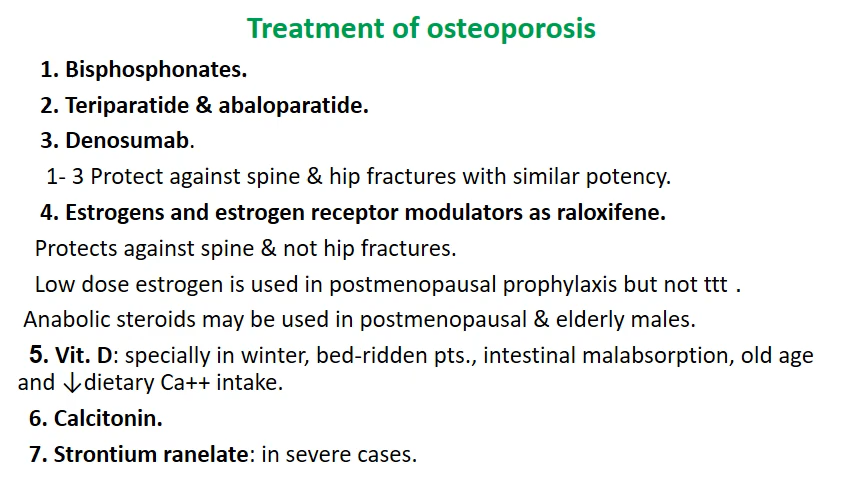 Treatment of osteoporosis
1. Bisphosphonates.
2. Teriparatide & abaloparatide.
3. Denosumab.
1- 3 Protect against spine & hip fractures with similar potency.
4. Estrogens and estrogen receptor modulators as raloxifene.
Protects against spine & not hip fractures.
Low dose estrogen is used in postmenopausal prophylaxis but not ttt .
Anabolic steroids may be used in postmenopausal & elderly males.
5. Vit. D: specially in winter, bed-ridden pts., intestinal malabsorption, old age
and ↓dietary Ca++ intake.
6. Calcitonin.
7. Strontium ranelate: in severe cases.